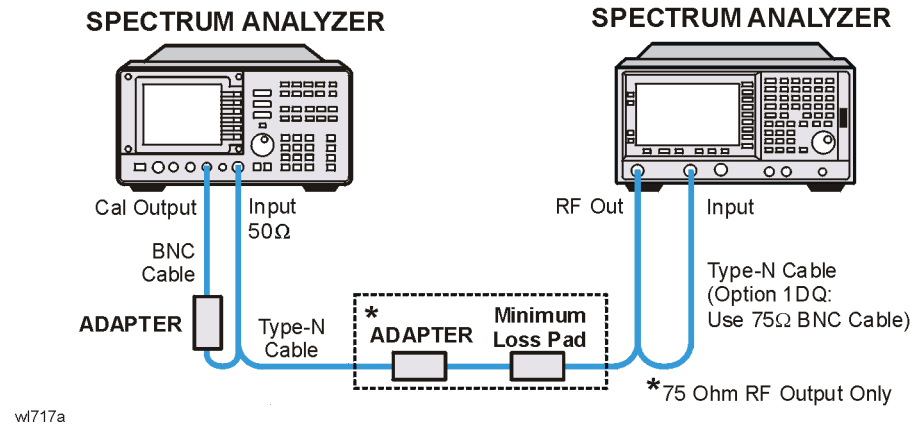 SPECTRUM ANALYZER
SPECTRUM ANALYZER
Cal Output
Input
50Ω
RF Out
Input
BNC
Cable
ADAPTER
Type-N
Cable
*
ADAPTER
Minimum
Loss Pad
Type-N Cable
(Option 1DQ:
Use 75Ω BNC Cable)
*75 Ohm RF Output Only
wl717a